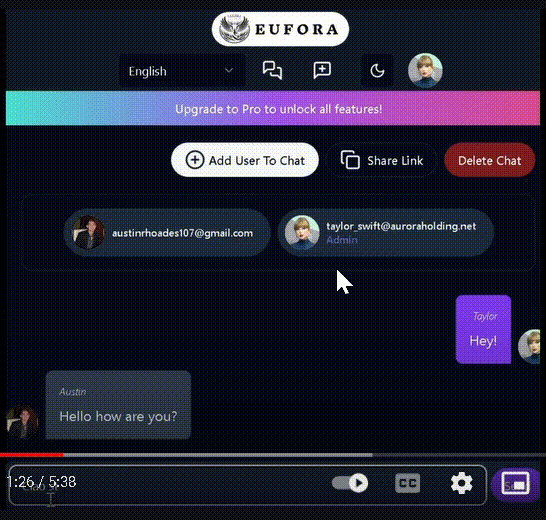 EUFORA
English
Upgrade to Pro to unlock all features!
Add User To Chat
Share Link
Delete Chat
austinrhoades107@gmail.com
taylor_swift@auroraholding.net
Admin
Taylor
Hey!
Austin
Hello how are you?
1:26 / 5:38
CC